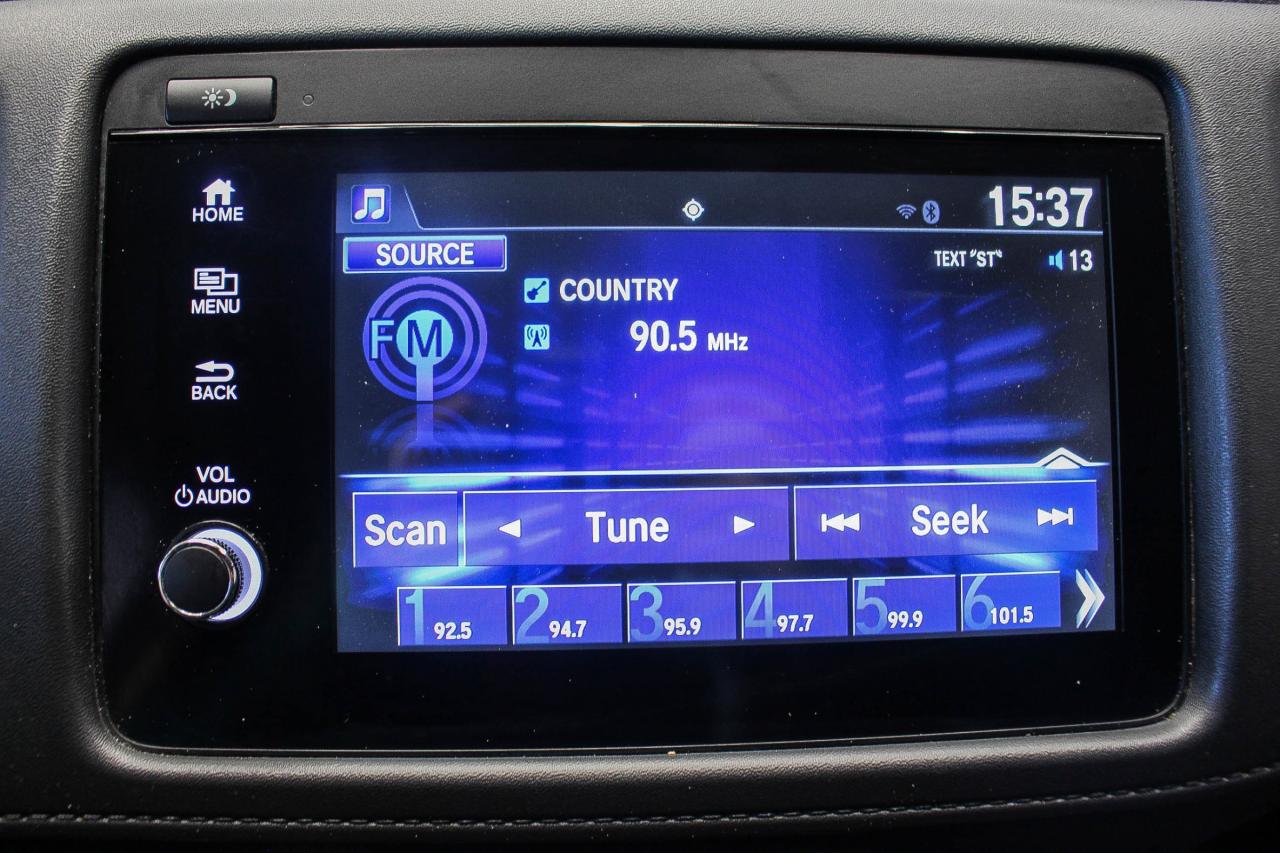 HOME
MENU
BACK
VOL
AUDIO
15:37
SOURCE
TEXT "ST"
13
FM
COUNTRY
90.5 MHz
Scan
Tune
Seek
1 92.5
2 94.7
3 95.9
4 97.7
5 99.9
6 101.5